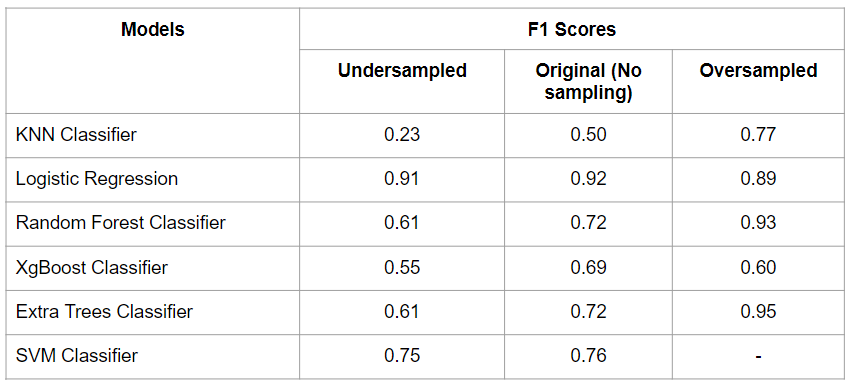 Models F1 Scores
Undersampled Original (No sampling) Oversampled
KNN Classifier 0.23 0.50 0.77
Logistic Regression 0.91 0.92 0.89
Random Forest Classifier 0.61 0.72 0.93
XgBoost Classifier 0.55 0.69 0.60
Extra Trees Classifier 0.61 0.72 0.95
SVM Classifier 0.75 0.76 -